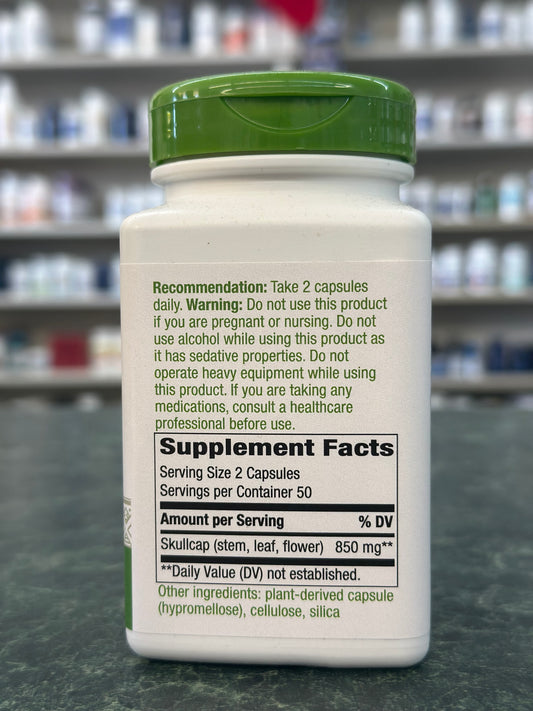 Recommendation: Take 2 capsules
daily. Warning: Do not use this product
if you are pregnant or nursing. Do not
use alcohol while using this product as
it has sedative properties. Do not
operate heavy equipment while using
this product. If you are taking any
medications, consult a healthcare
professional before use.
Supplement Facts
Serving Size 2 Capsules
Servings per Container 50
Amount per Serving % DV
Skullcap (stem, leaf, flower) 850 mg**
**Daily Value (DV) not established.
Other ingredients: plant-derived capsule
(hypromellose), cellulose, silica